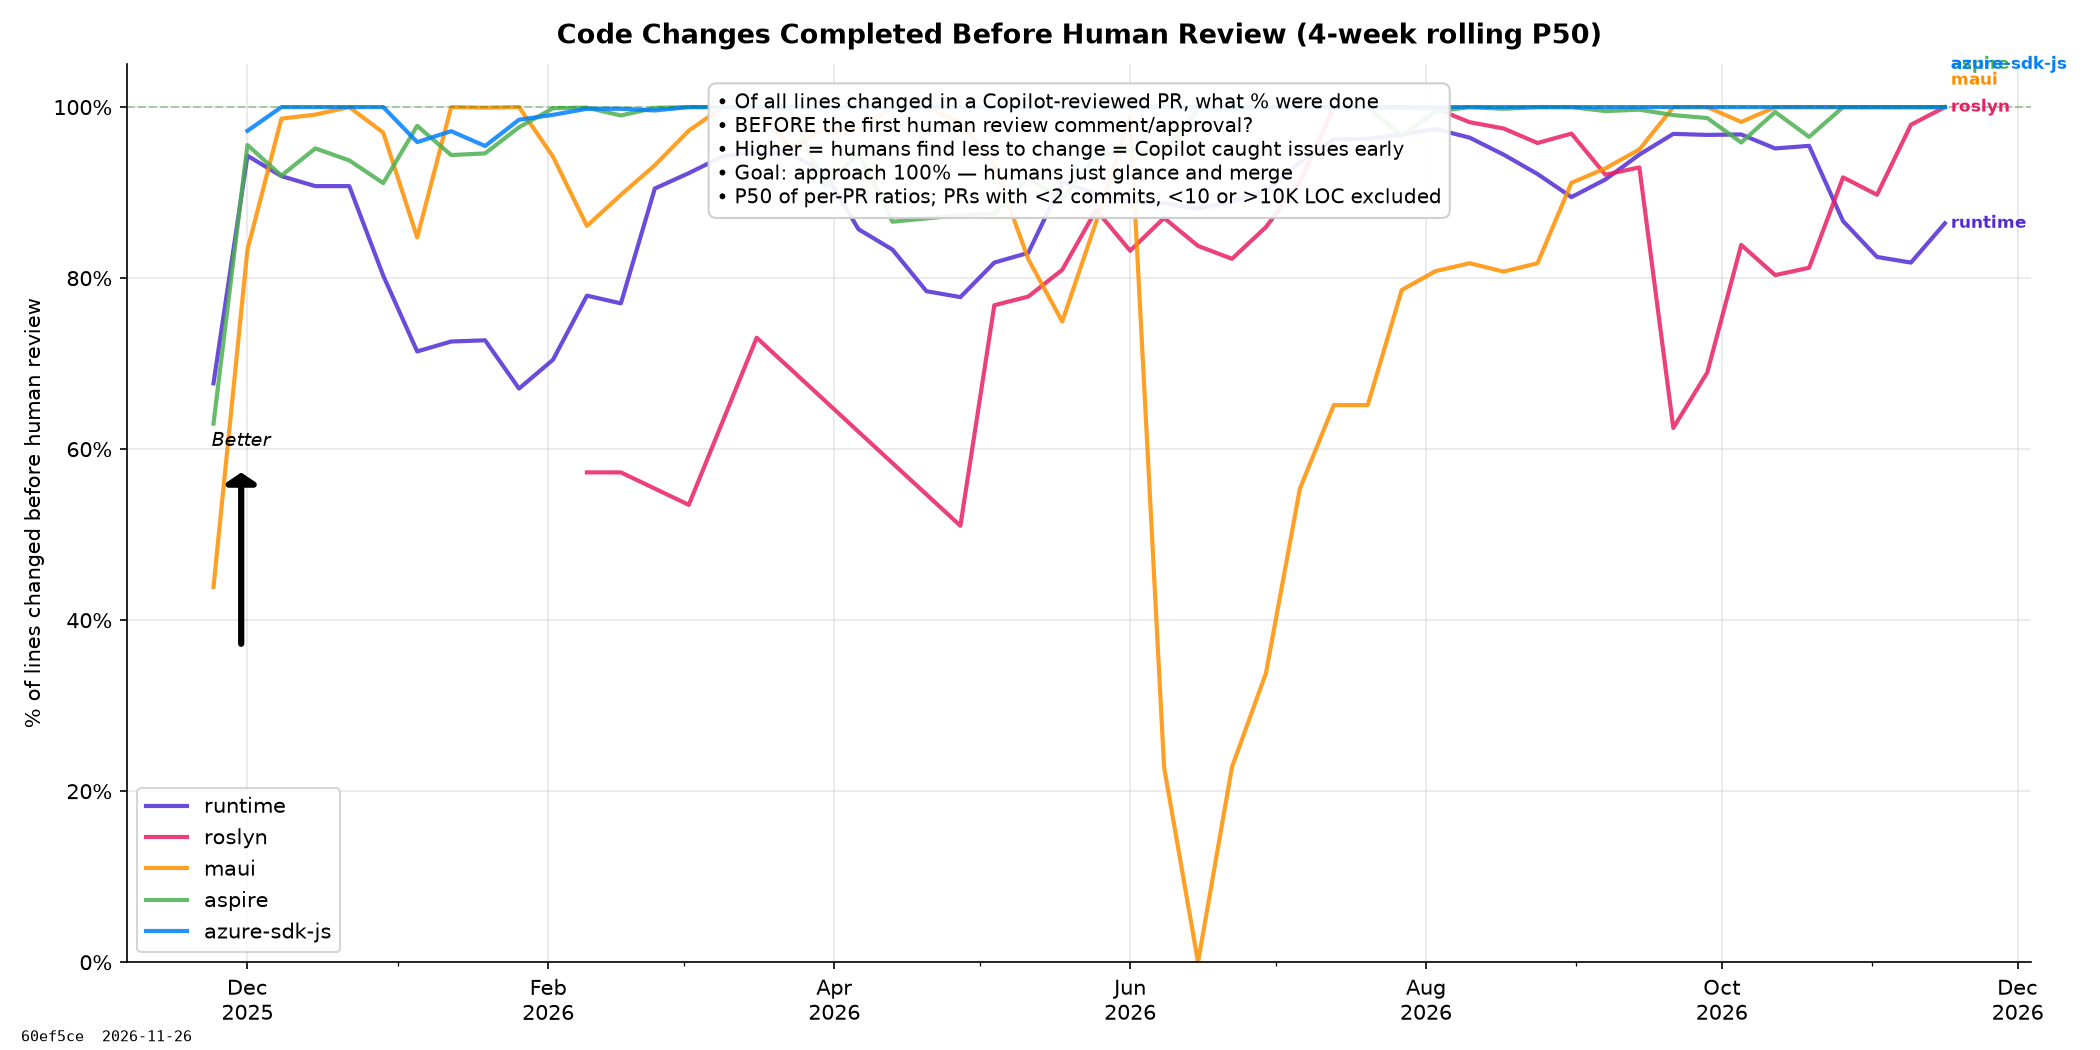 Code Changes Completed Before Human Review (4-week rolling P50)
azure-sdk-js
aspire
maui
roslyn
runtime
• Of all lines changed in a Copilot-reviewed PR, what % were done
• BEFORE the first human review comment/approval?
• Higher = humans find less to change = Copilot caught issues early
• Goal: approach 100% — humans just glance and merge
• P50 of per-PR ratios; PRs with <2 commits, <10 or >10K LOC excluded
% of lines changed before human review
100%
80%
60%
40%
20%
0%
Better
runtime
roslyn
maui
aspire
azure-sdk-js
Dec
2025
Feb
2026
Apr
2026
Jun
2026
Aug
2026
Oct
2026
Dec
2026
60ef5ce 2026-11-26